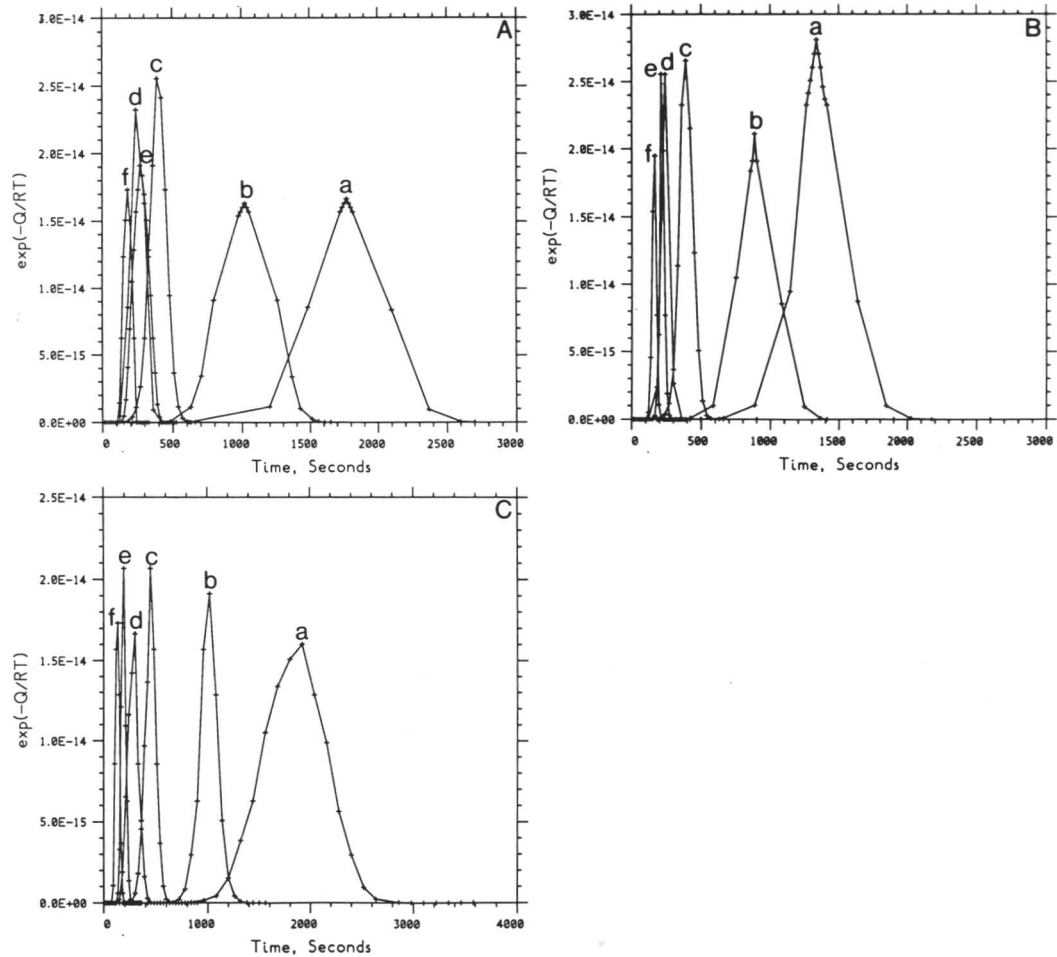 A
3.0E-14
2.5E-14
2.0E-14
1.5E-14
1.0E-14
5.0E-15
0.0E+00
exp(-Q/RT)
f
d
e
c
b
a
0
500
1000
1500
2000
2500
3000
Time, Seconds
B
3.0E-14
2.5E-14
2.0E-14
1.5E-14
1.0E-14
5.0E-15
0.0E+00
exp(-Q/RT)
f
e
d
c
b
a
0
500
1000
1500
2000
2500
3000
Time, Seconds
C
2.5E-14
2.0E-14
1.5E-14
1.0E-14
5.0E-15
0.0E+00
exp(-Q/RT)
f
e
d
c
b
a
0
1000
2000
3000
4000
Time, Seconds